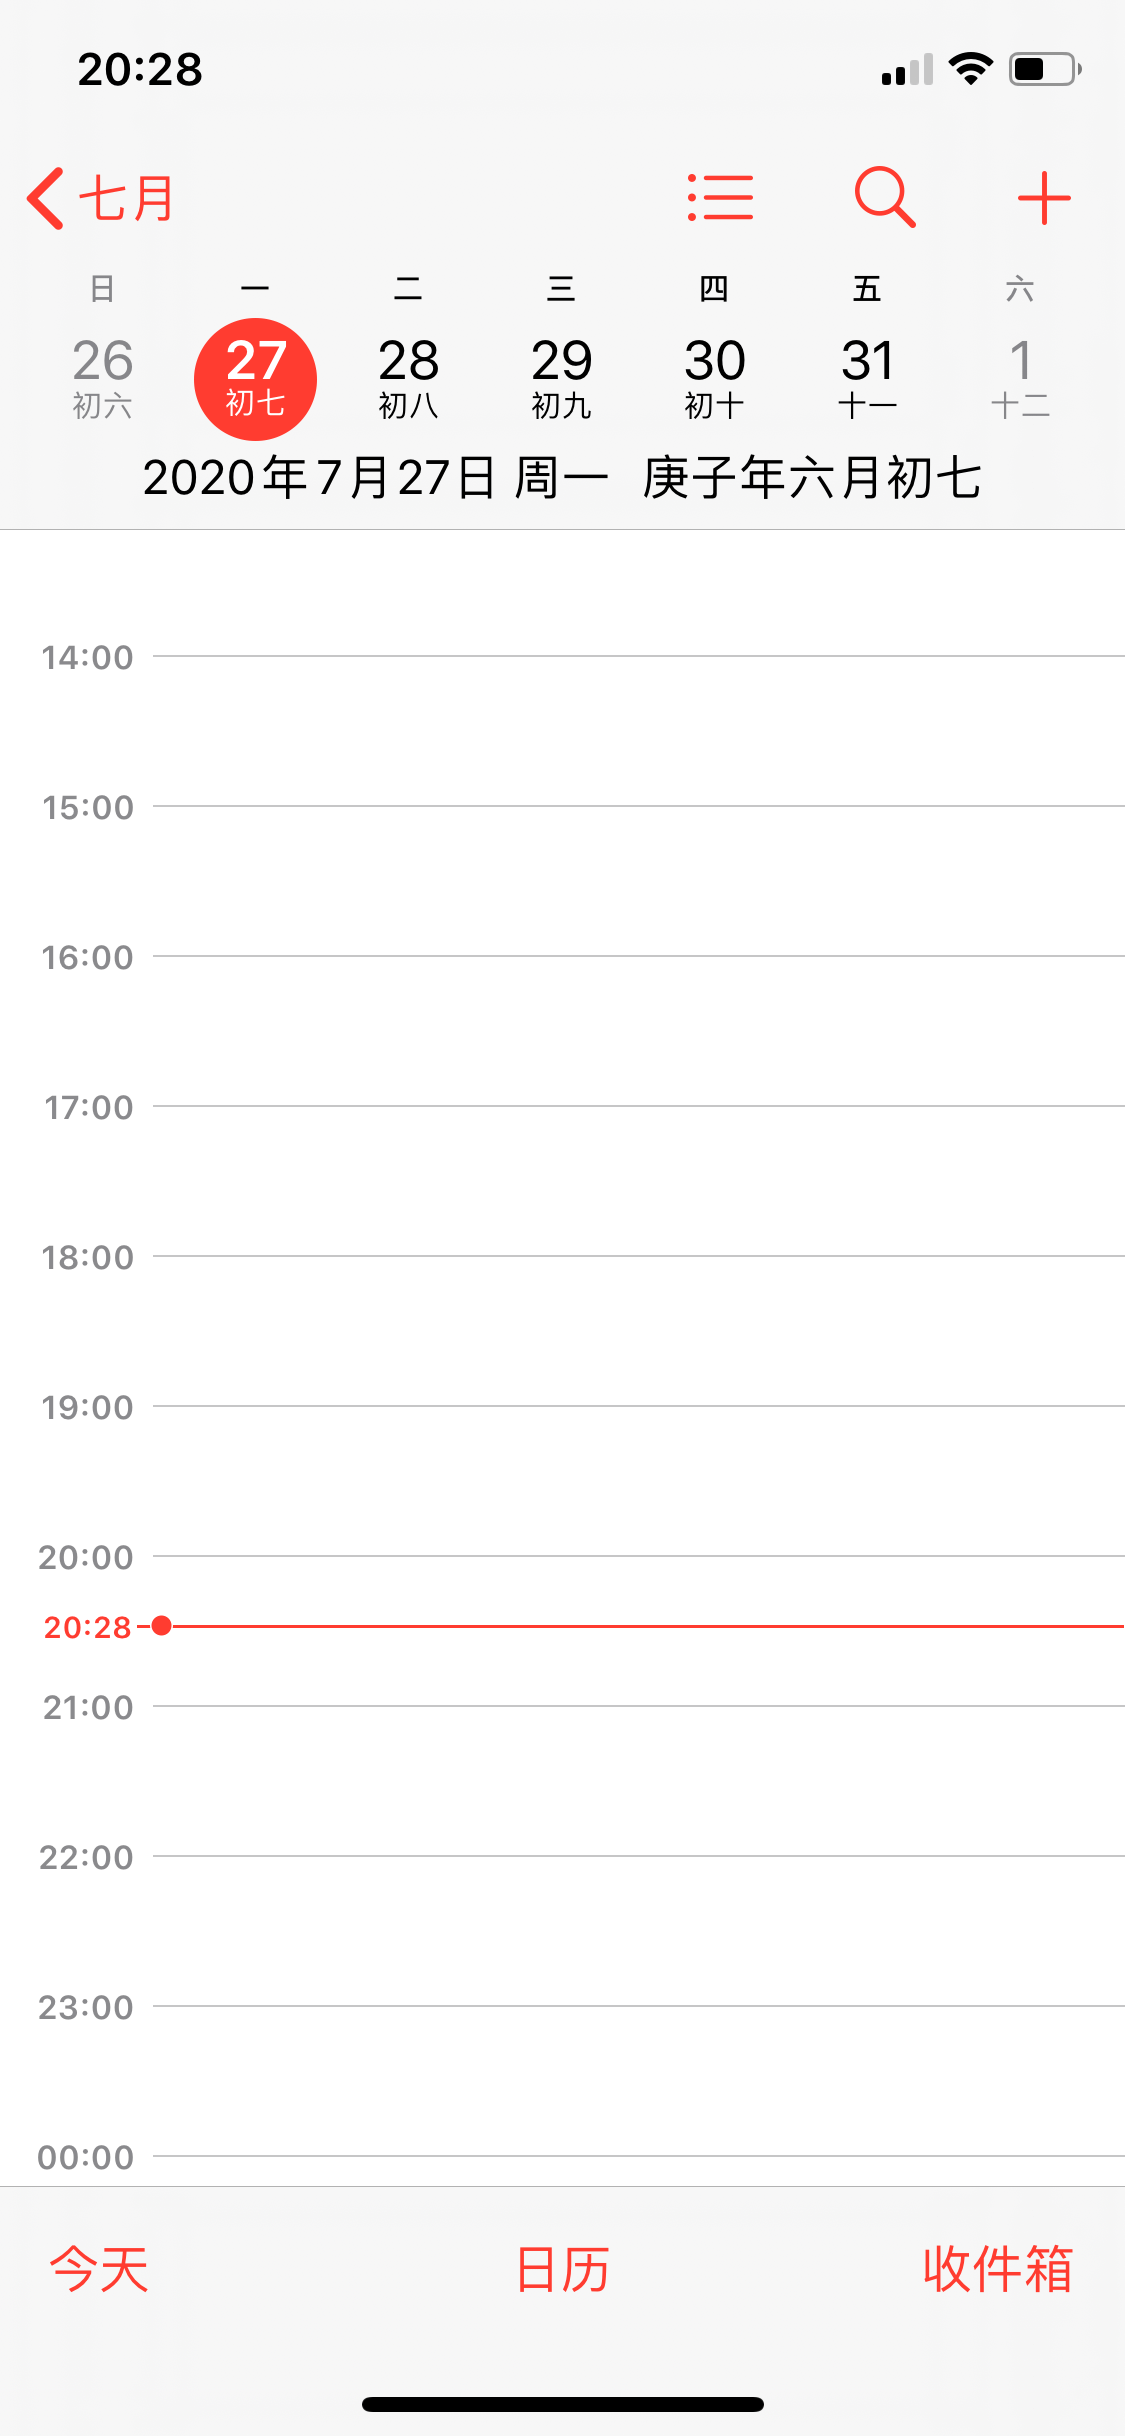 20:28
七月
日 一 二 三 四 五 六
26 27 28 29 30 31 1
初六 初七 初八 初九 初十 十一 十二
2020年7月27日 周一 庚子年六月初七
14:00
15:00
16:00
17:00
18:00
19:00
20:00
20:28
21:00
22:00
23:00
00:00
今天 日历 收件箱